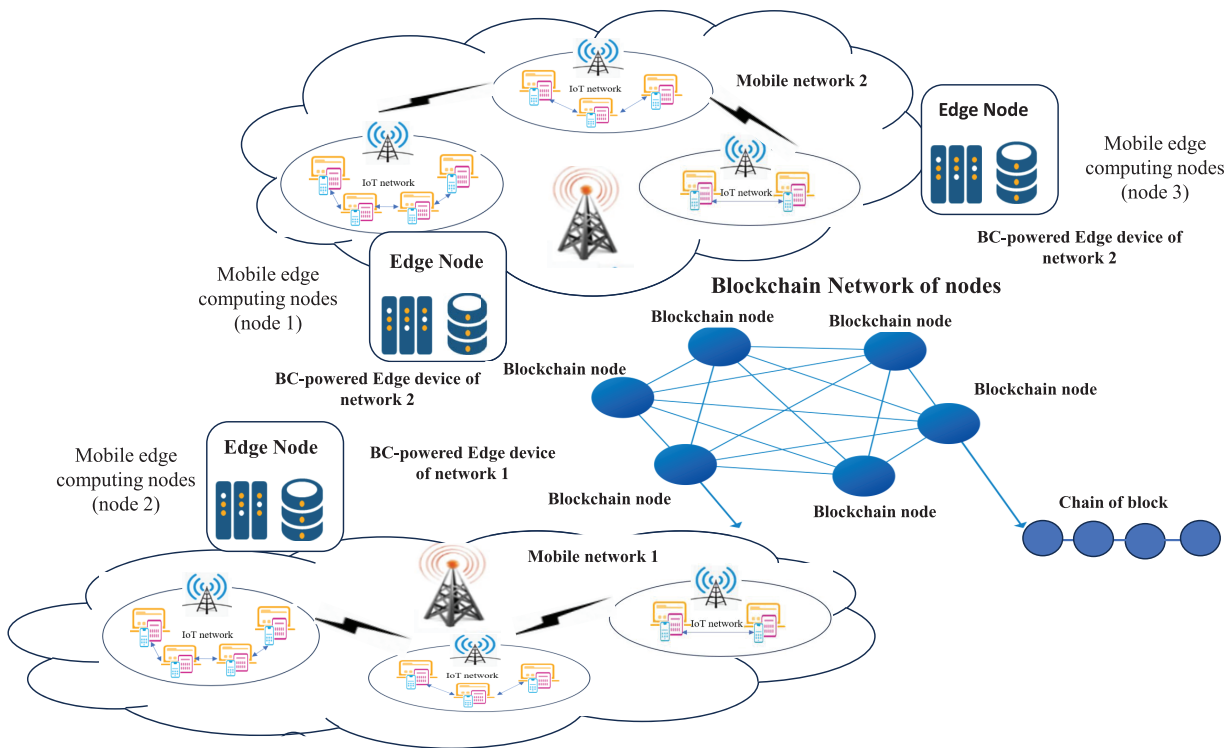 IoT network
Mobile network 2
IoT network
IoT network
Edge Node
Mobile edge
computing nodes
(node 3)
BC-powered Edge device of
network 2
Edge Node
Mobile edge
computing nodes
(node 1)
BC-powered Edge device of
network 2
Blockchain Network of nodes
Blockchain node
Blockchain node
Blockchain node
Blockchain node
Blockchain node
Blockchain node
Chain of block
Edge Node
Mobile edge
computing nodes
(node 2)
BC-powered Edge device
of network 1
Mobile network 1
IoT network
IoT network
IoT network